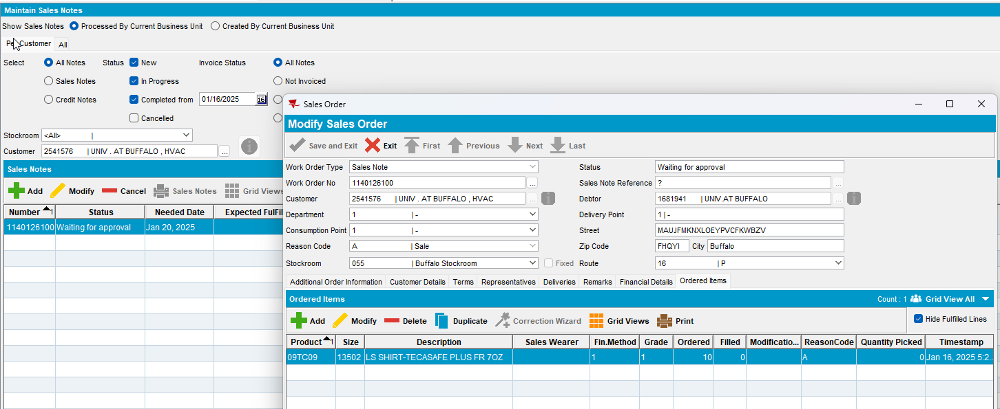 Maintain Sales Notes
Show Sales Notes Processed By Current Business Unit Created By Current Business Unit
Customer All
Select All Notes Status New Invoice Status All Notes
Sales Notes In Progress Not Invoiced
Credit Notes Completed from 01/16/2025 16
Cancelled
Stockroom <All> |
Customer 2541576 | UNIV . AT BUFFALO , HVAC ...
Sales Notes
Add Modify Cancel Sales Notes Grid Views
Number 1 Status Needed Date Expected FulFil
1140126100 Waiting for approval Jan 20, 2025
Sales Order
Modify Sales Order
Save and Exit Exit First Previous Next Last
Work Order Type Sales Note Status Waiting for approval
Work Order No 1140126100 ... Sales Note Reference ? ...
Customer 2541576 | UNIV . AT BUFFALO , HVAC ... Debtor 1681941 | UNIV.AT BUFFALO ...
Department 1 | - Delivery Point 1 | -
Consumption Point 1 | - Street MAUJFMKNXLOEYPVCFKWBZV
Reason Code A | Sale Zip Code FHQYI City Buffalo
Stockroom 055 | Buffalo Stockroom Fixed Route 16 | P
Additional Order Information Customer Details Terms Representatives Deliveries Remarks Financial Details Ordered Items
Ordered Items Count : 1 Grid View All
Add Modify Delete Duplicate Correction Wizard Grid Views Print Hide Fulfilled Lines
Product 1 Size Description Sales Wearer Fin.Method Grade Ordered Filled Modificatio... ReasonCode Quantity Picked Timestamp
09TC09 13502 LS SHIRT-TECASAFE PLUS FR 7OZ 1 1 10 0 A 0 Jan 16, 2025 5:2...